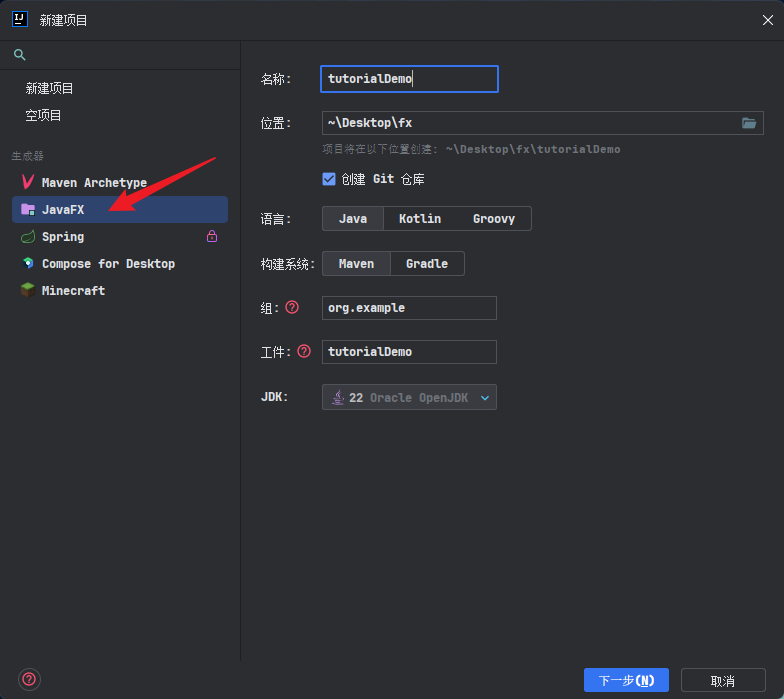 新建项目
新建项目
空项目
生成器
Maven Archetype
JavaFX
Spring
Compose for Desktop
Minecraft
名称:
tutorialDemo
位置:
~\Desktop\fx
项目将在以下位置创建: ~\Desktop\fx\tutorialDemo
创建 Git 仓库
语言:
Java Kotlin Groovy
构建系统:
Maven Gradle
组:
org.example
工件:
tutorialDemo
JDK:
22 Oracle OpenJDK
下一步(N)
取消